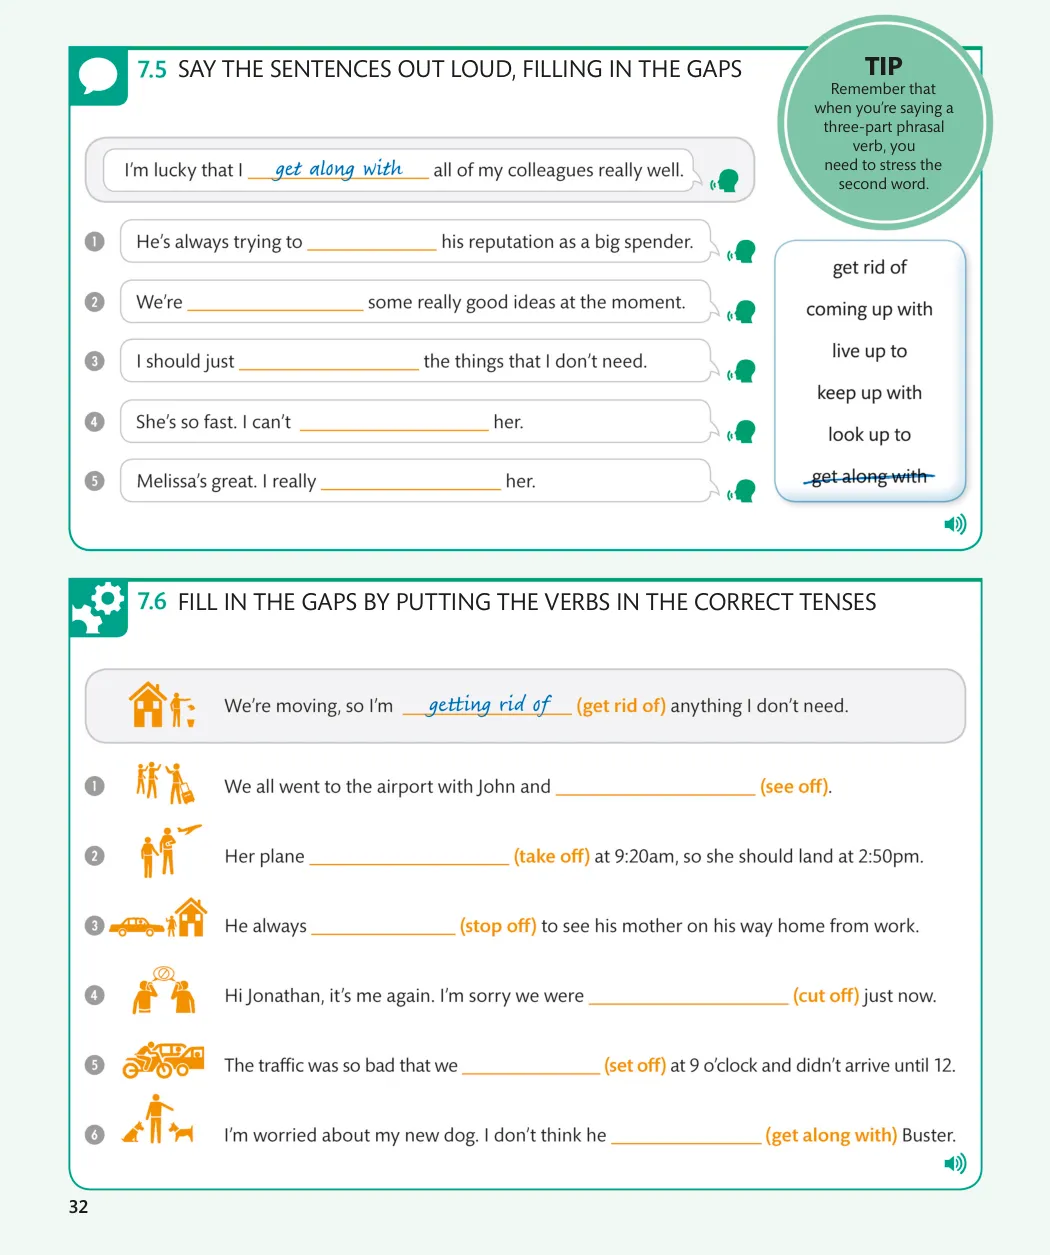 7.5 SAY THE SENTENCES OUT LOUD, FILLING IN THE GAPS
TIP
Remember that
when you're saying a
three-part phrasal
verb, you
need to stress the
second word.
I'm lucky that I get along with all of my colleagues really well.
1 He's always trying to ____________ his reputation as a big spender.
2 We're ____________ some really good ideas at the moment.
3 I should just ____________ the things that I don't need.
4 She's so fast. I can't ____________ her.
5 Melissa's great. I really ____________ her.
get rid of
coming up with
live up to
keep up with
look up to
get along with
7.6 FILL IN THE GAPS BY PUTTING THE VERBS IN THE CORRECT TENSES
We're moving, so I'm getting rid of (get rid of) anything I don't need.
1 We all went to the airport with John and ____________ (see off).
2 Her plane ____________ (take off) at 9:20am, so she should land at 2:50pm.
3 He always ____________ (stop off) to see his mother on his way home from work.
4 Hi Jonathan, it's me again. I'm sorry we were ____________ (cut off) just now.
5 The traffic was so bad that we ____________ (set off) at 9 o'clock and didn't arrive until 12.
6 I'm worried about my new dog. I don't think he ____________ (get along with) Buster.
32